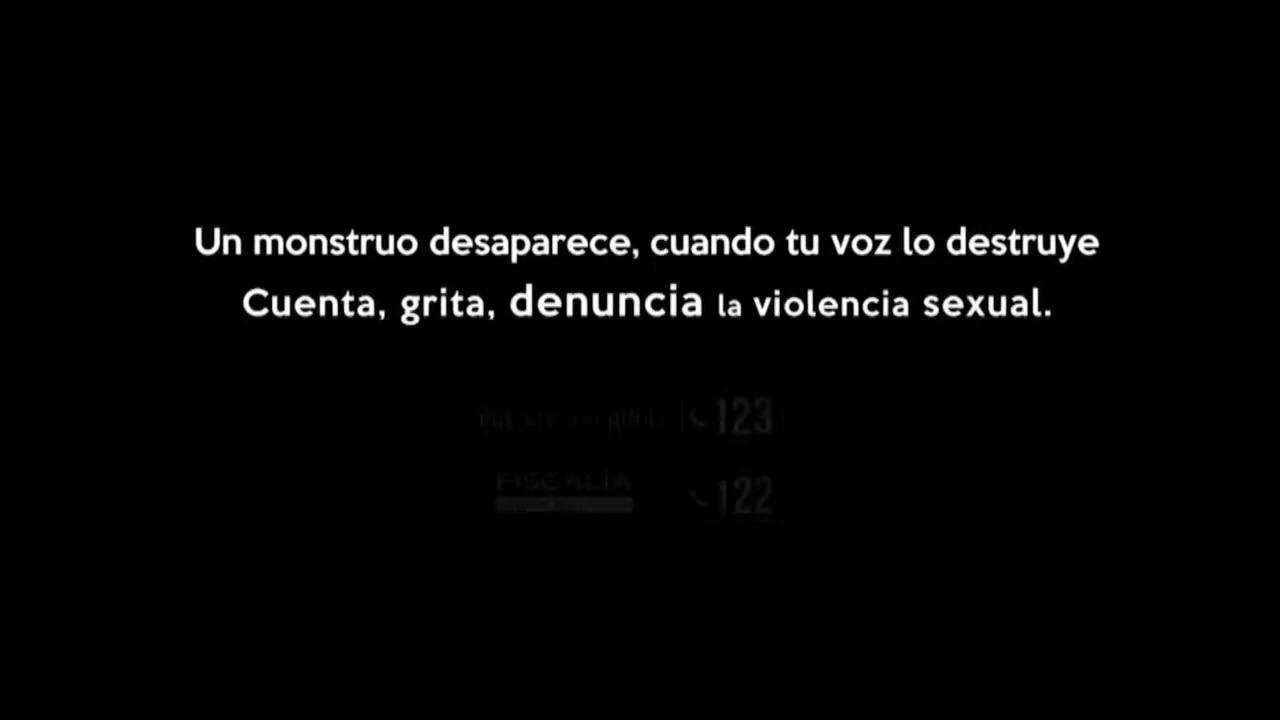 Un monstruo desaparece, cuando tu voz lo destruye
Cuenta, grita, denuncia la violencia sexual.
123
FISCALÍA
122